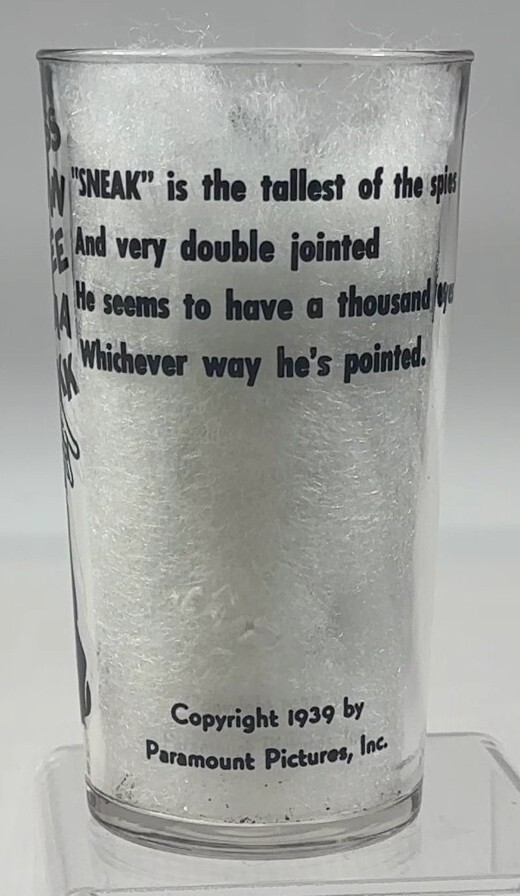 "SNEAK" is the tallest of the spies
And very double jointed
He seems to have a thousand eyes
Whichever way he's pointed.
Copyright 1939 by
Paramount Pictures, Inc.